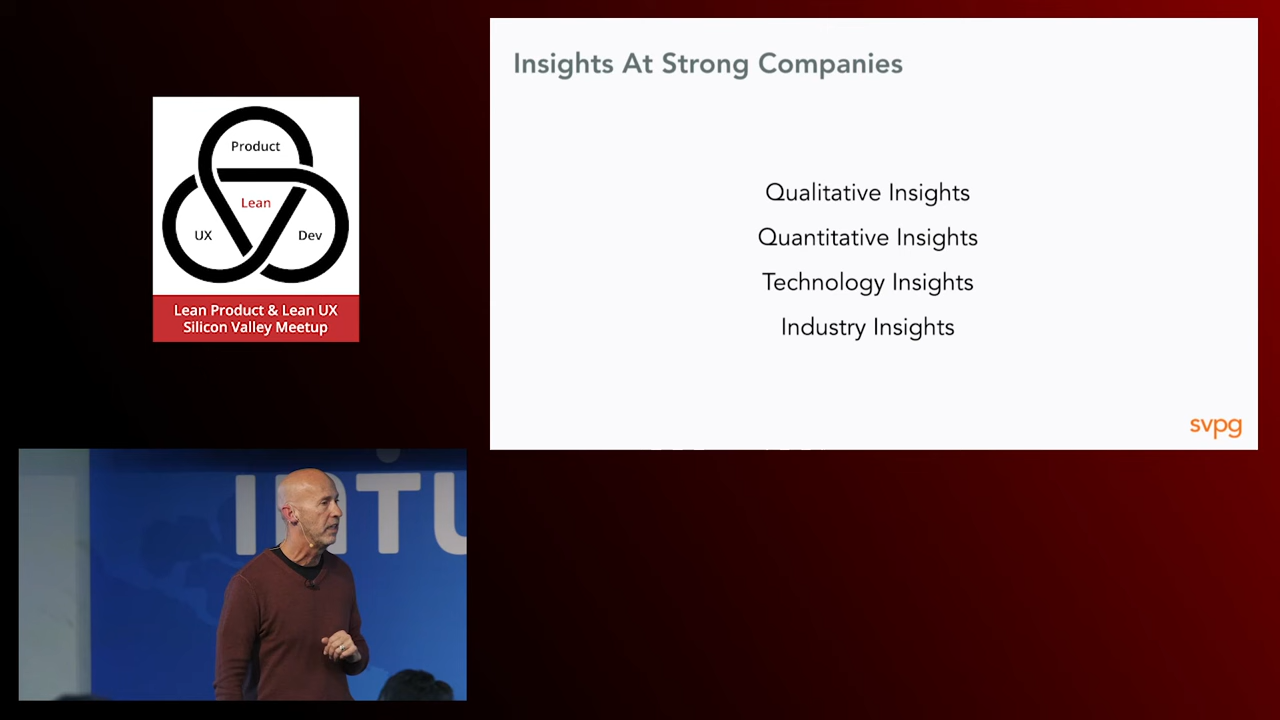 Insights At Strong Companies
Qualitative Insights
Quantitative Insights
Technology Insights
Industry Insights
svpg
Product
Lean
UX
Dev
Lean Product & Lean UX
Silicon Valley Meetup
INTU